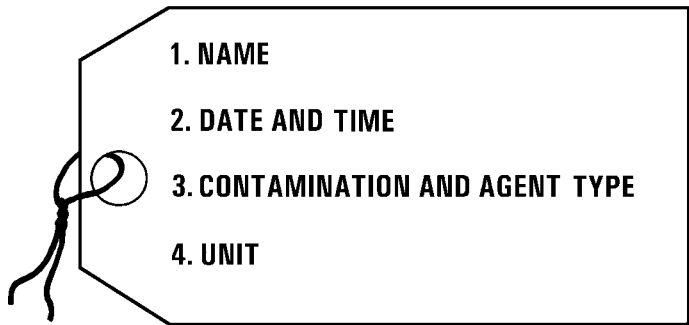 1. NAME
2. DATE AND TIME
3. CONTAMINATION AND AGENT TYPE
4. UNIT